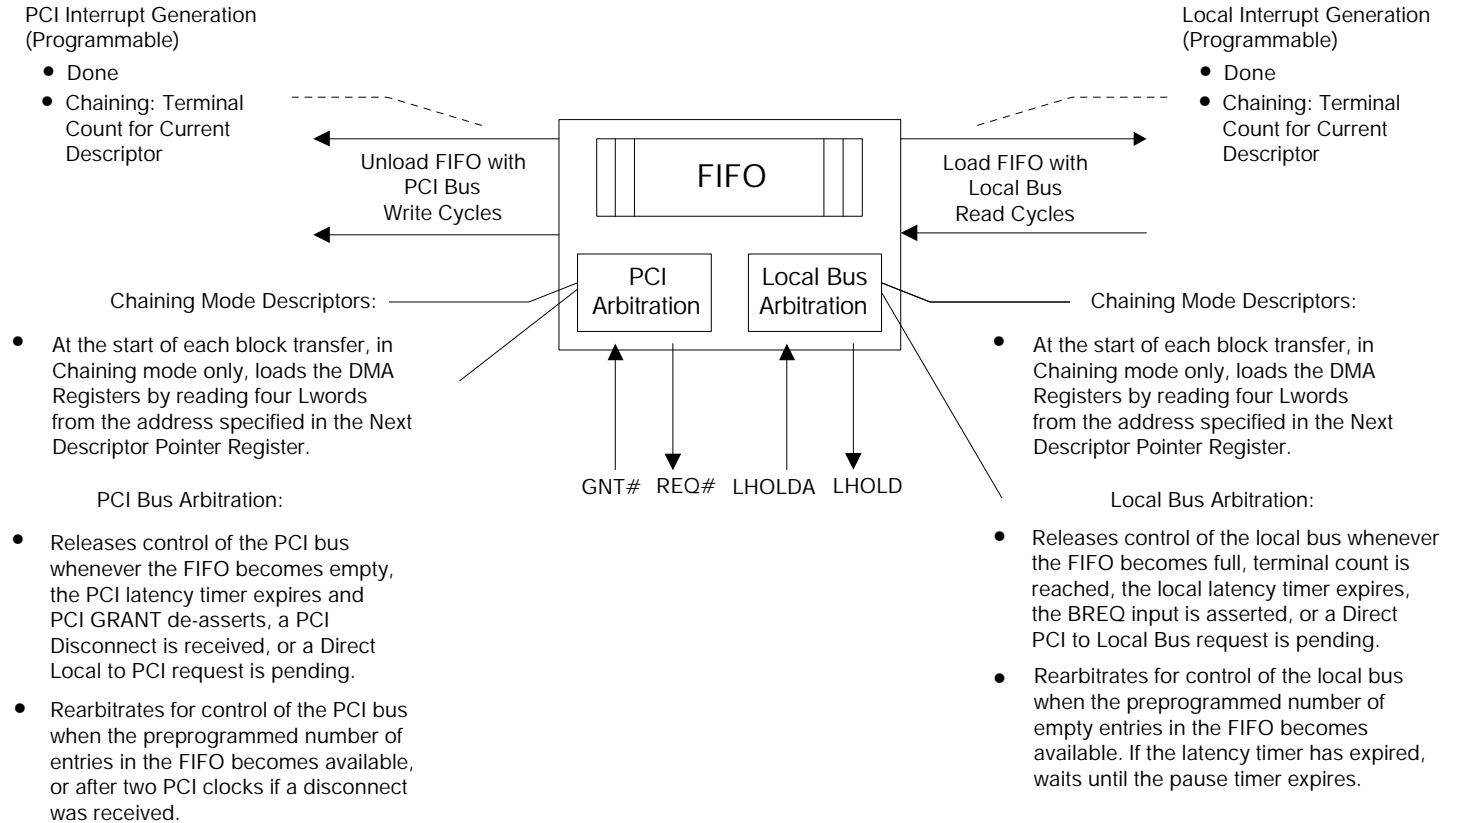 PCI Interrupt Generation
(Programmable)
• Done
• Chaining: Terminal
Count for Current
Descriptor
Local Interrupt Generation
(Programmable)
• Done
• Chaining: Terminal
Count for Current
Descriptor
Unload FIFO with
PCI Bus
Write Cycles
FIFO
Load FIFO with
Local Bus
Read Cycles
PCI
Arbitration
Local Bus
Arbitration
GNT#
REQ#
LHOLDA
LHOLD
Chaining Mode Descriptors:
• At the start of each block transfer, in
Chaining mode only, loads the DMA
Registers by reading four Lwords
from the address specified in the Next
Descriptor Pointer Register.
PCI Bus Arbitration:
• Releases control of the PCI bus
whenever the FIFO becomes empty,
the PCI latency timer expires and
PCI GRANT de-asserts, a PCI
Disconnect is received, or a Direct
Local to PCI request is pending.
• Rearbitrates for control of the PCI bus
when the preprogrammed number of
entries in the FIFO becomes available,
or after two PCI clocks if a disconnect
was received.
Chaining Mode Descriptors:
• At the start of each block transfer, in
Chaining mode only, loads the DMA
Registers by reading four Lwords
from the address specified in the Next
Descriptor Pointer Register.
Local Bus Arbitration:
• Releases control of the local bus whenever
the FIFO becomes full, terminal count is
reached, the local latency timer expires,
the BREQ input is asserted, or a Direct
PCI to Local Bus request is pending.
• Rearbitrates for control of the local bus
when the preprogrammed number of
empty entries in the FIFO becomes
available. If the latency timer has expired,
waits until the pause timer expires.